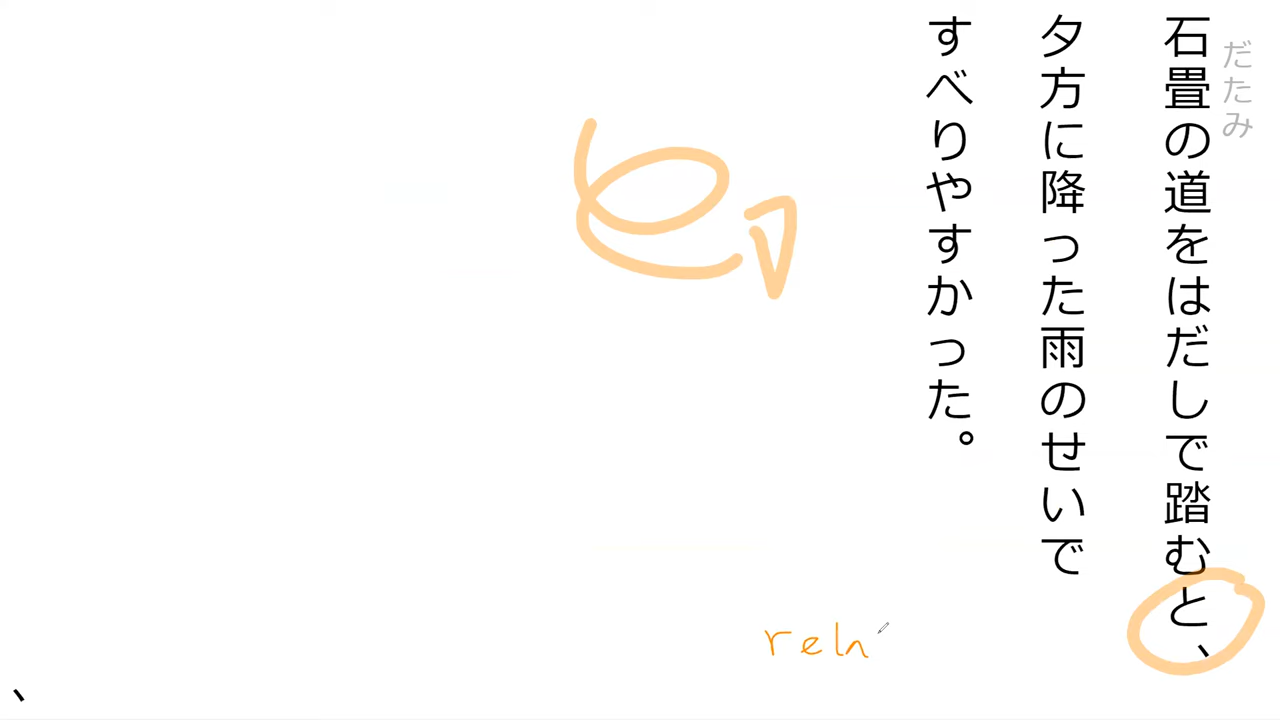 だたみ
石畳の道をはだしで踏むと、
夕方に降った雨のせいで
すべりやすかった。
、